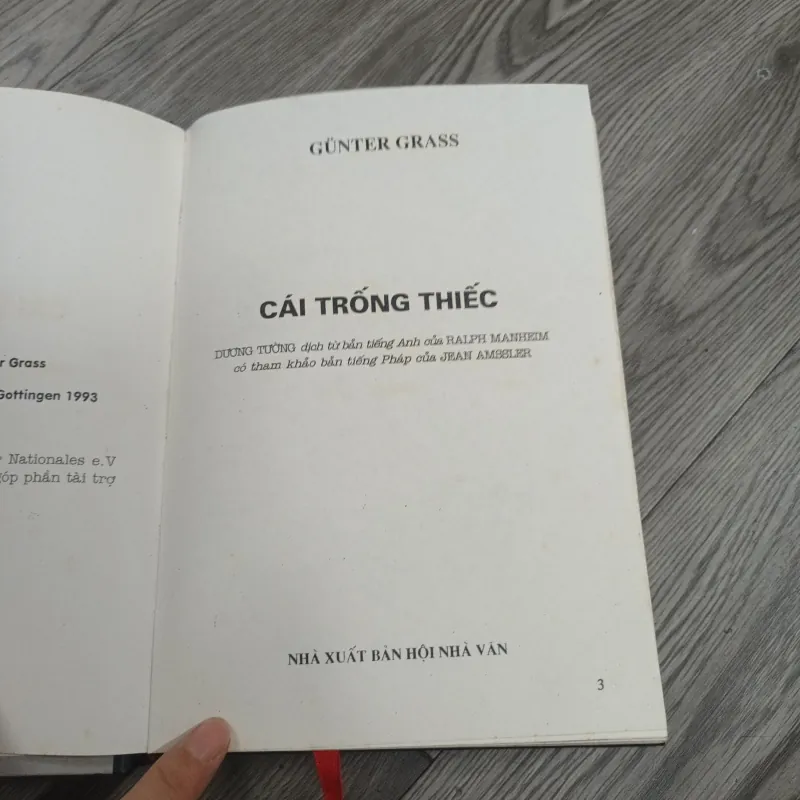 r Grass
Gottingen 1993
Nationales e.V
góp phần tài trợ
GÜNTER GRASS
CÁI TRỐNG THIẾC
DƯƠNG TƯỜNG dịch từ bản tiếng Anh của RALPH MANHEIM
có tham khảo bản tiếng Pháp của JEAN AMSLER
NHÀ XUẤT BẢN HỘI NHÀ VĂN
3